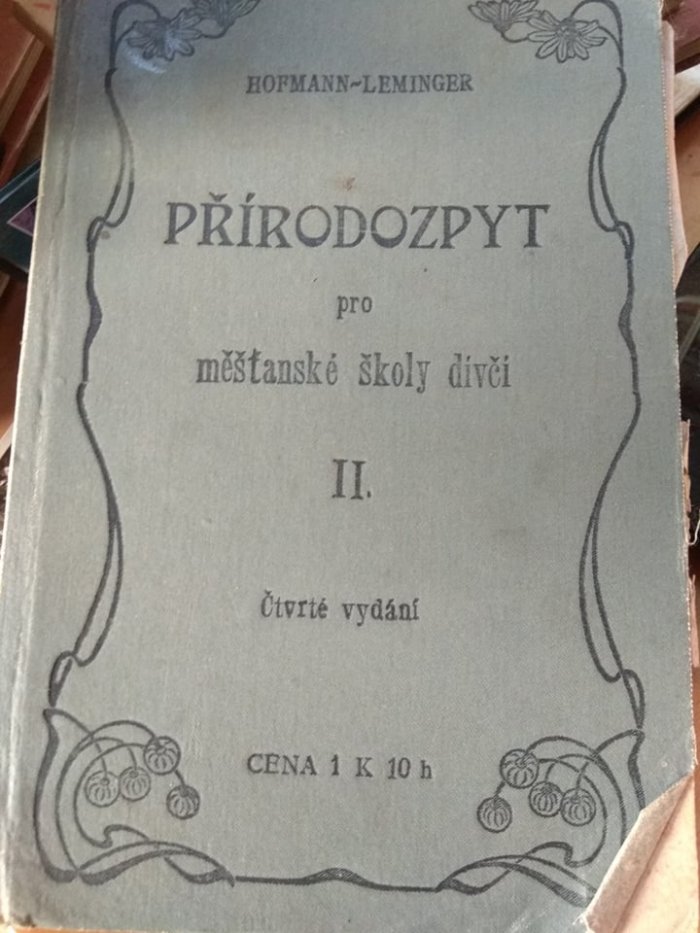 HOFMANN~LEMINGER
PŘÍRODOZPYT
pro
měšťanské školy dívčí
II.
Čtvrté vydání
CENA 1 K 10 h